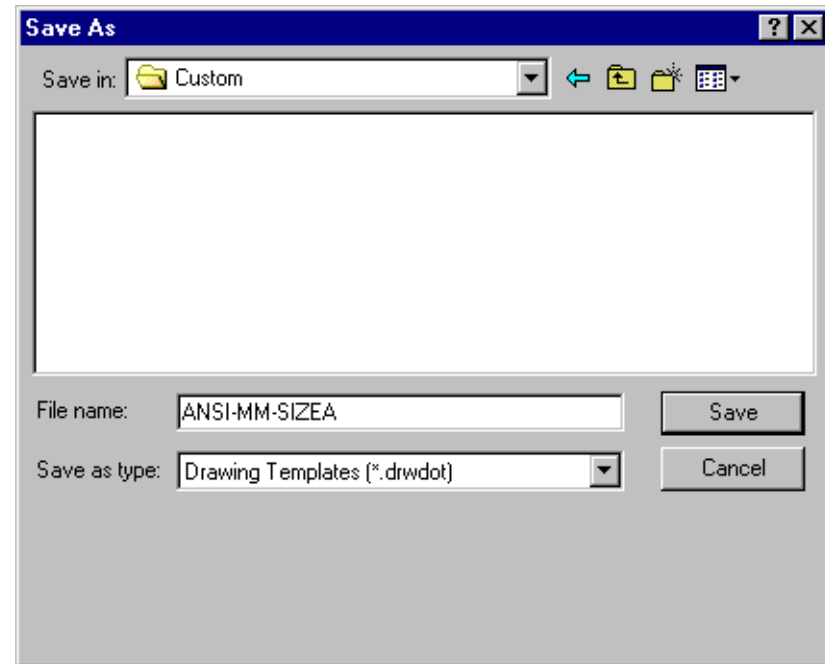 Save As
Save in: Custom
File name: ANSI-MM-SIZEA Save
Save as type: Drawing Templates (*.drwdot) Cancel